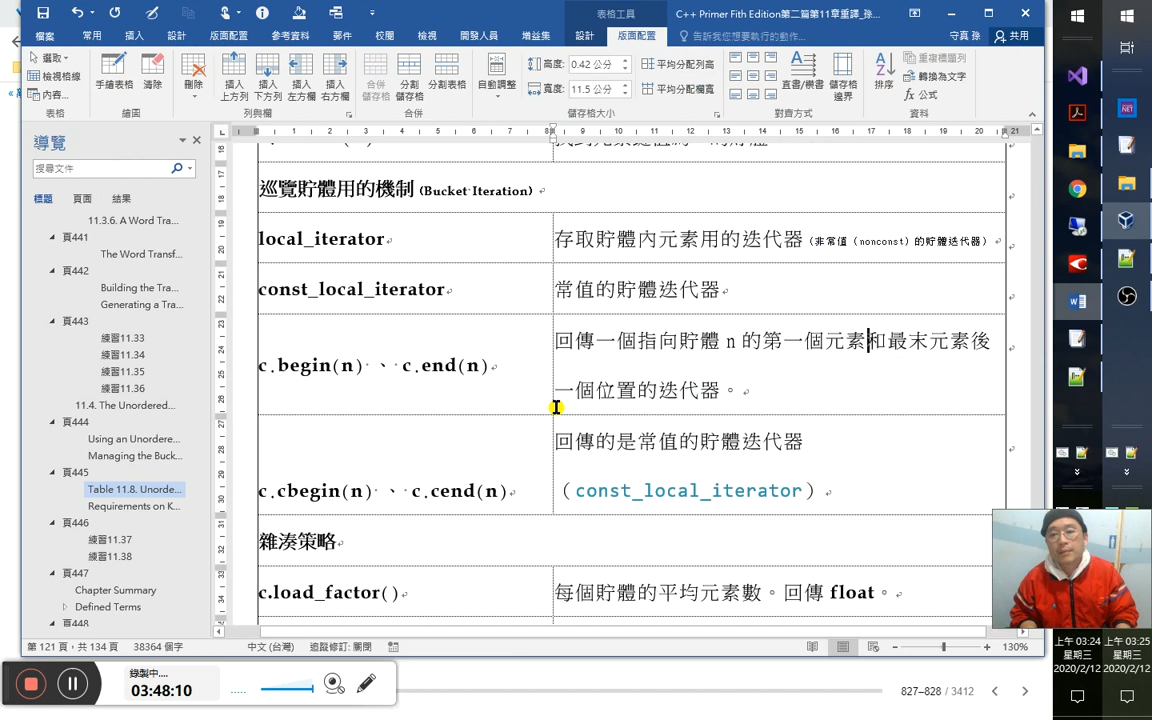 表格工具
C++ Primer Fith Edition第二篇第11章重譯_孫...
檔案 常用 插入 設計 版面配置 參考資料 郵件 校閱 檢視 開發人員 增益集 設計 版面配置 告訴我您想要執行的動作... 守真 孫 共用
選取
檢視格線
內容...
表格
手繪表格 清除
繪圖
刪除
插入上方列 插入下方列 插入左方欄 插入右方欄
列與欄
合併儲存格 分割儲存格 分割表格
合併
自動調整
高度: 0.42 公分 平均分配列高
寬度: 11.5 公分 平均分配欄寬
儲存格大小
直書/橫書 儲存格邊界
對齊方式
排序
重複標題列
轉換為文字
fx 公式
資料
導覽
搜尋文件
標題 頁面 結果
11.3.6. A Word Tra...
頁441
The Word Transf...
頁442
Building the Tra...
Generating a Tra...
頁443
練習11.33
練習11.34
練習11.35
練習11.36
11.4. The Unordered...
頁444
Using an Unordere...
Managing the Buck...
頁445
Table 11.8. Unorde...
Requirements on K...
頁446
練習11.37
練習11.38
頁447
Chapter Summary
Defined Terms
頁448
巡覽貯體用的機制 (Bucket Iteration)
local_iterator 存取貯體內元素用的迭代器（非常值（nonconst）的貯體迭代器）
const_local_iterator 常值的貯體迭代器
c.begin(n) 、 c.end(n) 回傳一個指向貯體 n 的第一個元素和最末元素後
一個位置的迭代器。
c.cbegin(n) 、 c.cend(n) 回傳的是常值的貯體迭代器
（const_local_iterator）
雜湊策略
c.load_factor() 每個貯體的平均元素數。回傳 float。
第 121 頁，共 134 頁 38364 個字 中文 (台灣) 追蹤修訂: 關閉 130%
錄製中....
03:48:10
827–828 / 3412
上午 03:24
星期三
2020/2/12
上午 03:25
星期三
2020/2/12